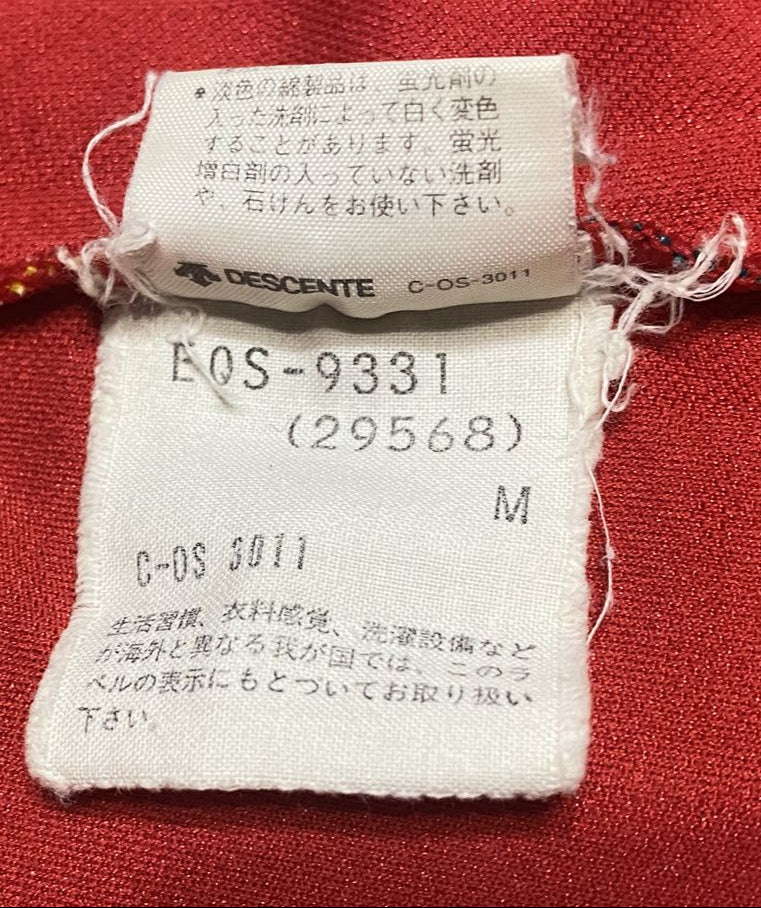 ・淡色の綿製品は、蛍光剤の
入った洗剤によって白く変色
することがあります。蛍光
増白剤の入っていない洗剤
や、石けんをお使い下さい。
DESCENTE C-OS-3011
EOS-9331
(29568)
M
C-OS 3011
生活習慣、衣料感覚、洗濯設備など
が海外と異なる我が国では、このラ
ベルの表示にもとづいてお取り扱い
下さい。